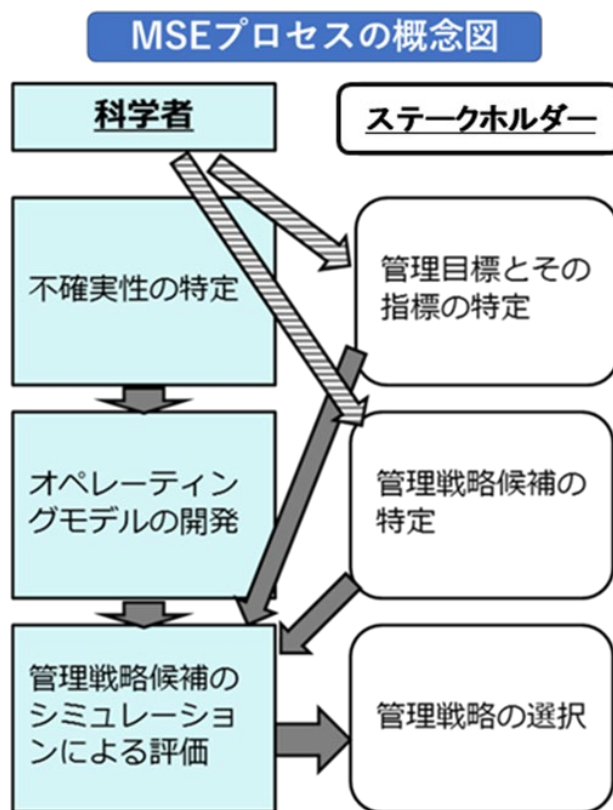 MSEプロセスの概念図
科学者
ステークホルダー
不確実性の特定
管理目標とその
指標の特定
オペレーティン
グモデルの開発
管理戦略候補の
特定
管理戦略候補の
シミュレーショ
ンによる評価
管理戦略の選択